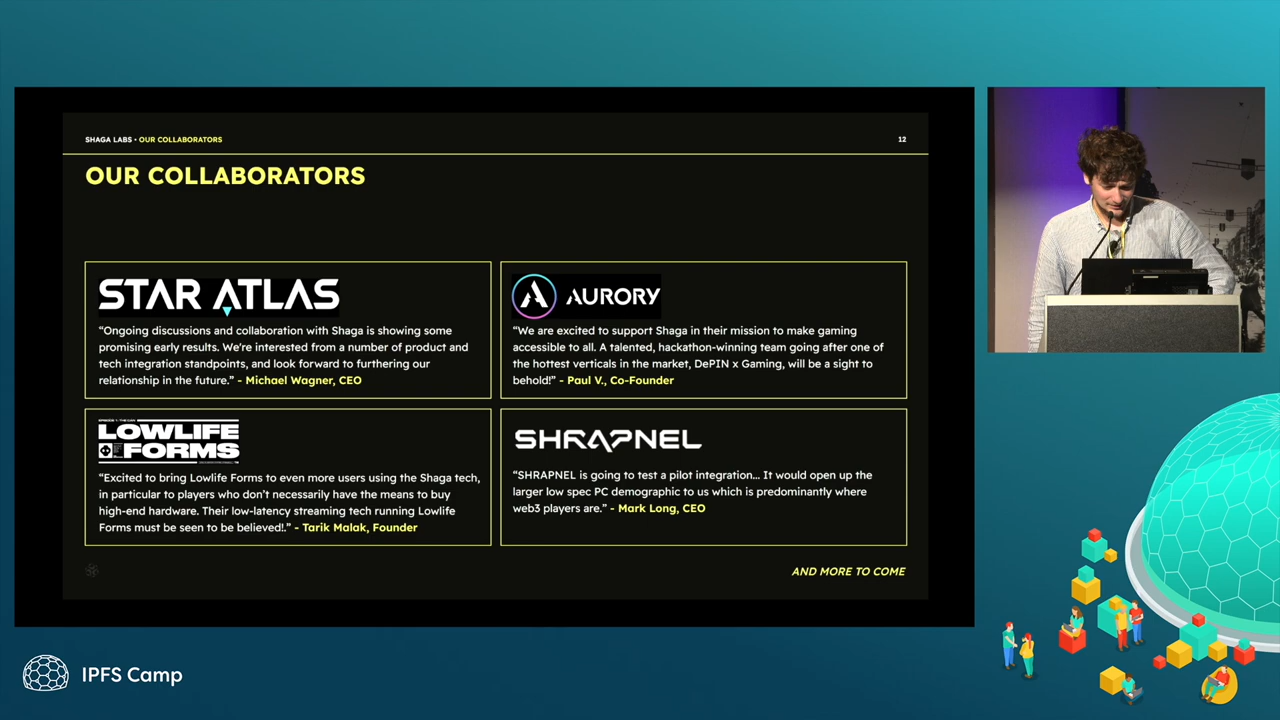 SHAGA LABS • OUR COLLABORATORS
12
OUR COLLABORATORS
STAR ATLAS
“Ongoing discussions and collaboration with Shaga is showing some
promising early results. We're interested from a number of product and
tech integration standpoints, and look forward to furthering our
relationship in the future.” - Michael Wagner, CEO
AURORY
“We are excited to support Shaga in their mission to make gaming
accessible to all. A talented, hackathon-winning team going after one of
the hottest verticals in the market, DePIN x Gaming, will be a sight to
behold!” - Paul V., Co-Founder
LOWLIFE
FORMS
“Excited to bring Lowlife Forms to even more users using the Shaga tech,
in particular to players who don’t necessarily have the means to buy
high-end hardware. Their low-latency streaming tech running Lowlife
Forms must be seen to be believed!.” - Tarik Malak, Founder
SHRAPNEL
“SHRAPNEL is going to test a pilot integration... It would open up the
larger low spec PC demographic to us which is predominantly where
web3 players are.” - Mark Long, CEO
AND MORE TO COME
IPFS Camp